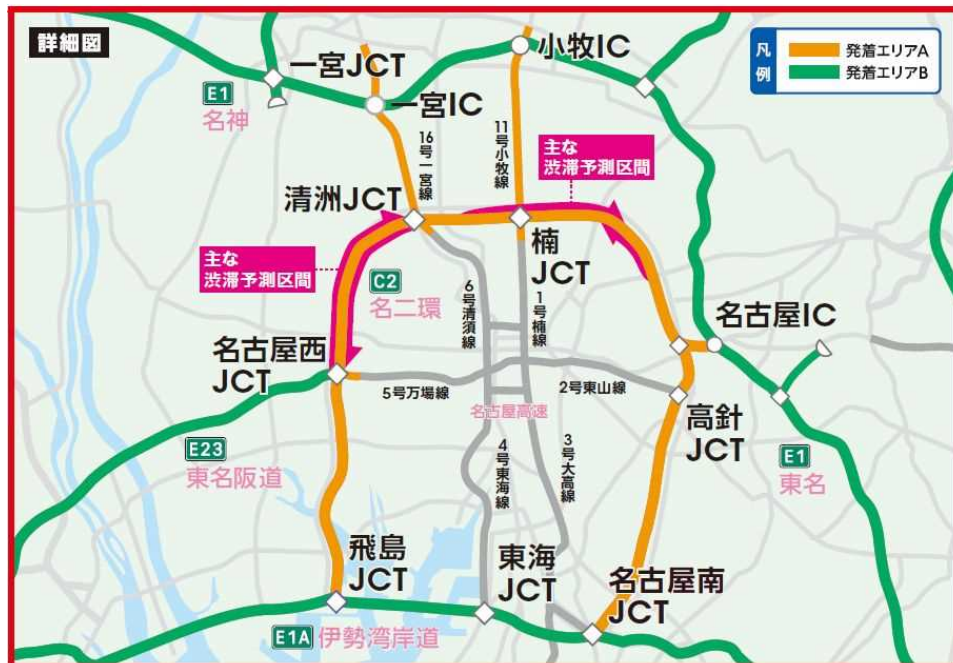 詳細図
凡
例
発着エリアA
発着エリアB
小牧IC
一宮JCT
E1
名神
一宮IC
16号一宮線
11号小牧線
主な
渋滞予測区間
清洲JCT
楠
JCT
主な
渋滞予測区間
C2
名二環
6号清須線
1号楠線
名古屋IC
名古屋西
JCT
5号万場線
2号東山線
名古屋高速
高針
JCT
E23
東名阪道
4号東海線
3号大高線
E1
東名
飛島
JCT
東海
JCT
名古屋南
JCT
E1A
伊勢湾岸道